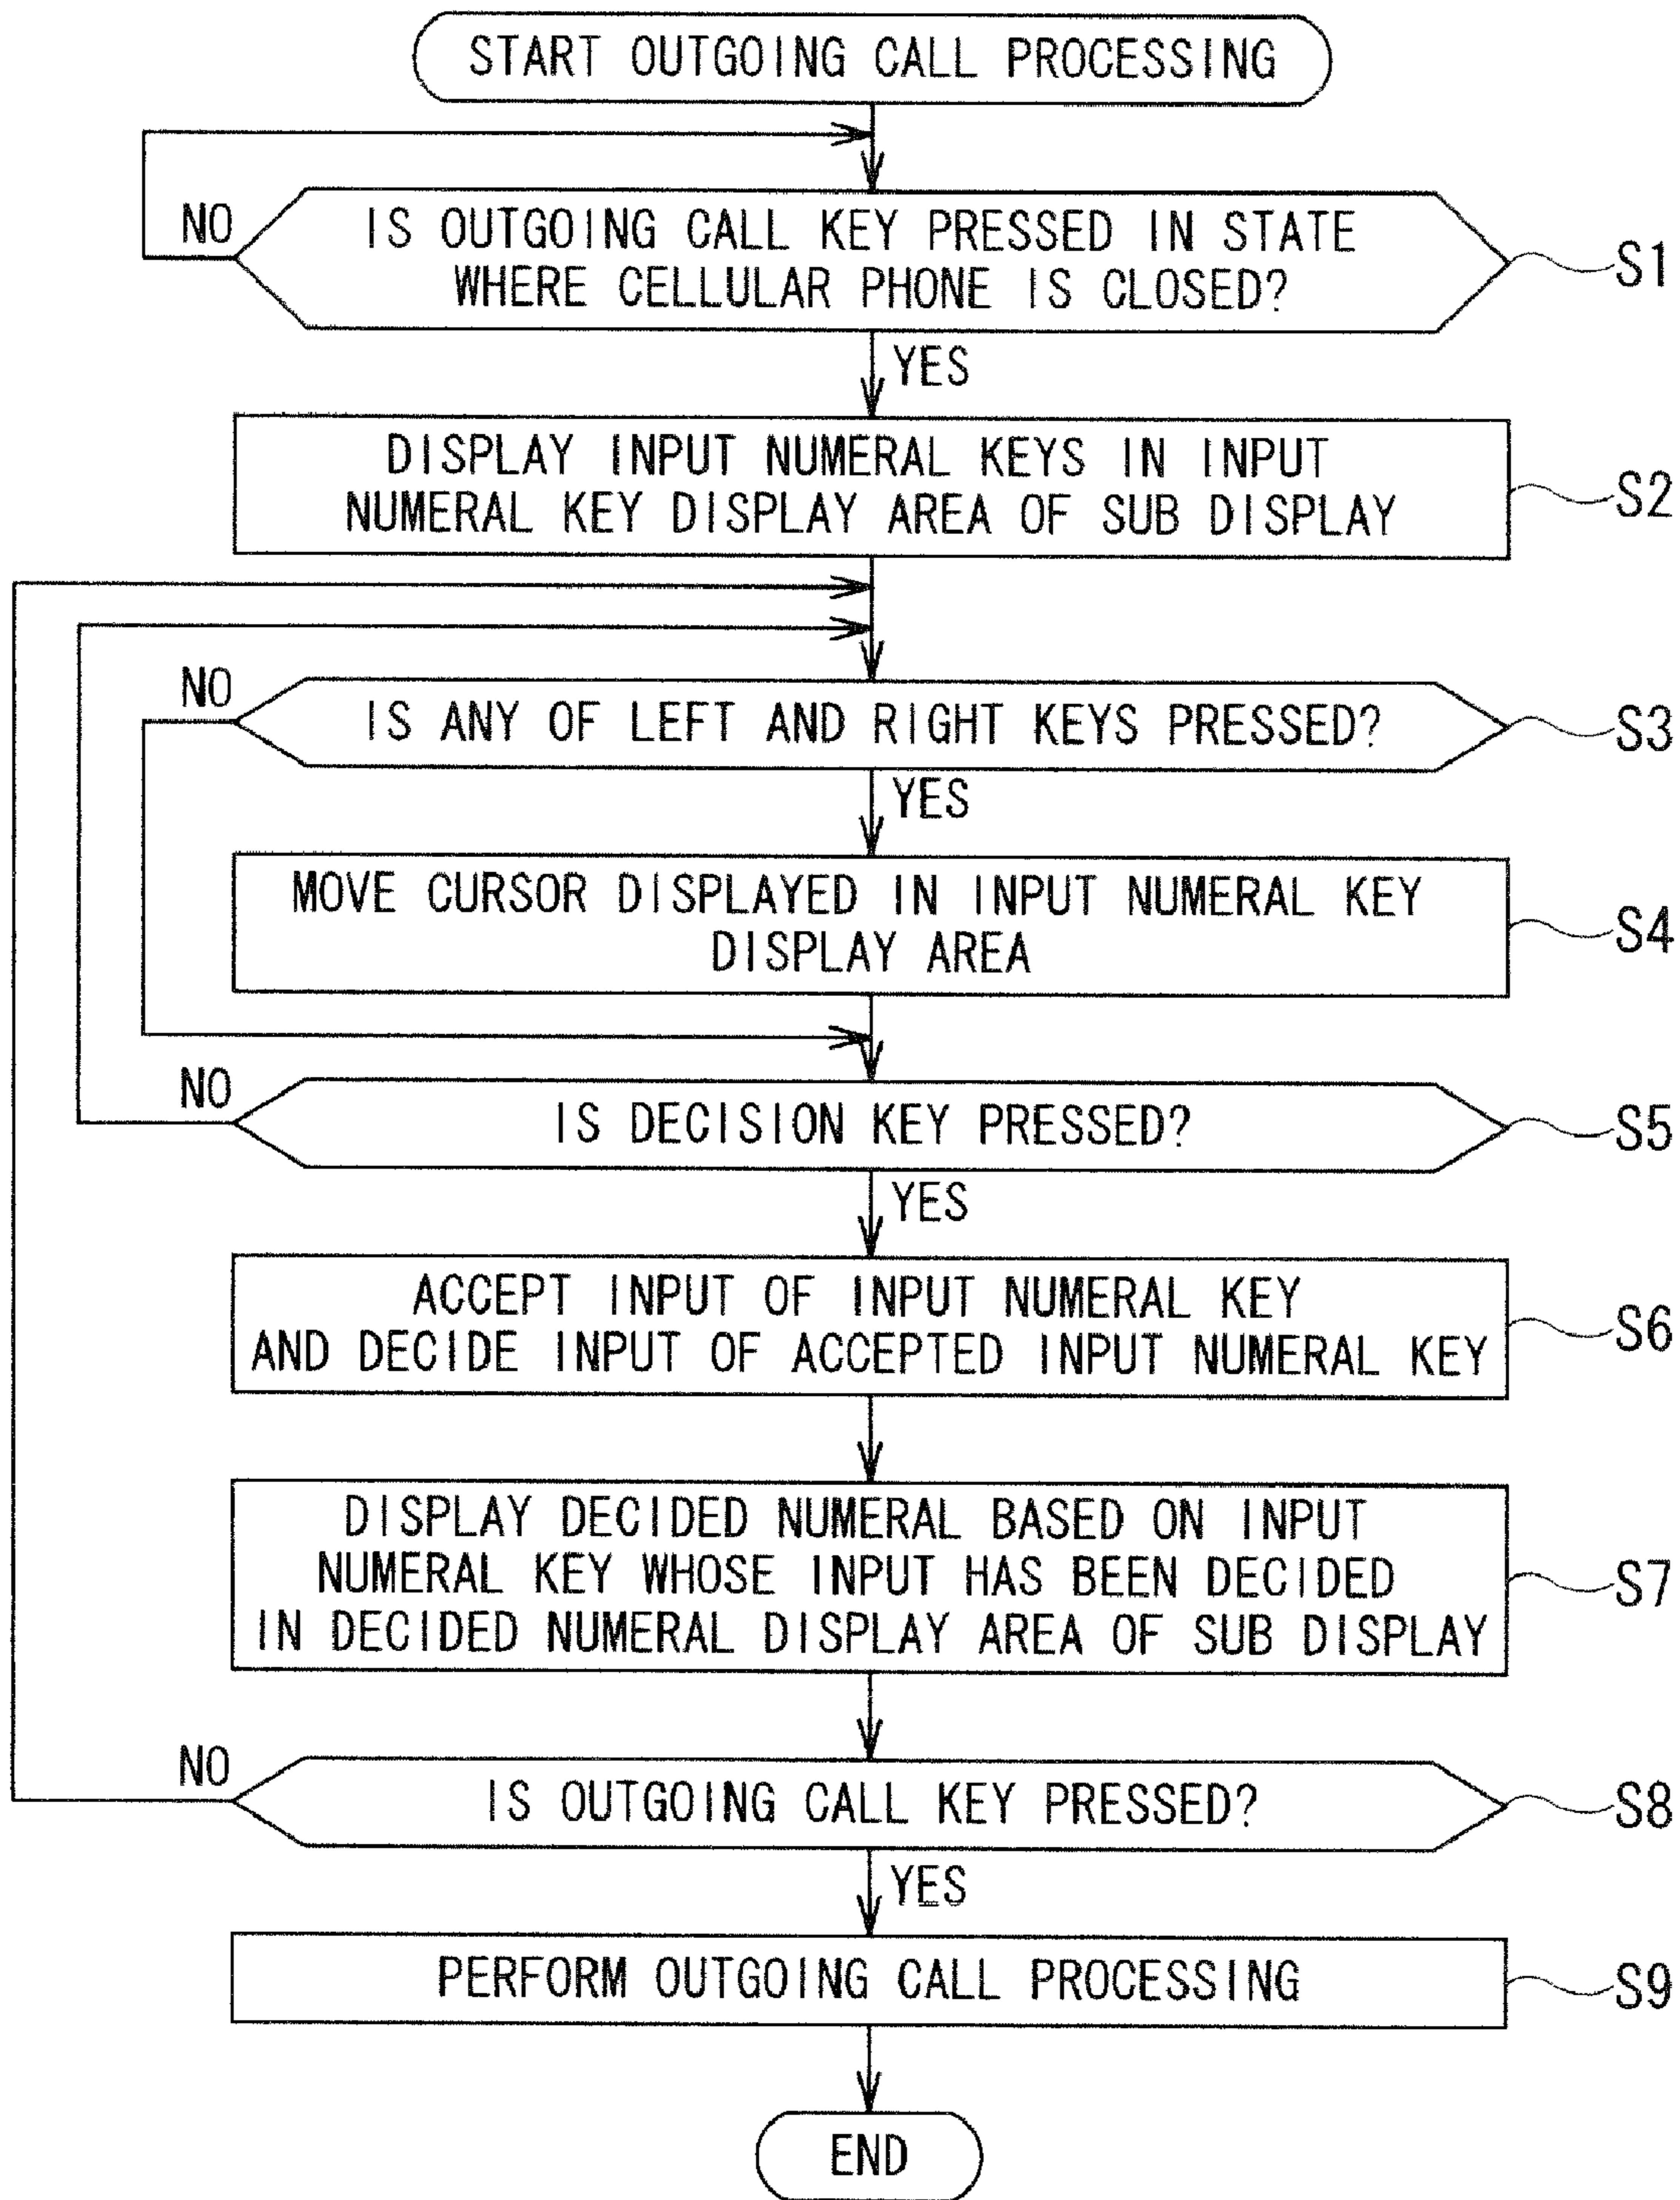 START OUTGOING CALL PROCESSING
NO
IS OUTGOING CALL KEY PRESSED IN STATE
WHERE CELLULAR PHONE IS CLOSED?
S1
YES
DISPLAY INPUT NUMERAL KEYS IN INPUT
NUMERAL KEY DISPLAY AREA OF SUB DISPLAY
S2
NO
IS ANY OF LEFT AND RIGHT KEYS PRESSED?
S3
YES
MOVE CURSOR DISPLAYED IN INPUT NUMERAL KEY
DISPLAY AREA
S4
NO
IS DECISION KEY PRESSED?
S5
YES
ACCEPT INPUT OF INPUT NUMERAL KEY
AND DECIDE INPUT OF ACCEPTED INPUT NUMERAL KEY
S6
DISPLAY DECIDED NUMERAL BASED ON INPUT
NUMERAL KEY WHOSE INPUT HAS BEEN DECIDED
IN DECIDED NUMERAL DISPLAY AREA OF SUB DISPLAY
S7
NO
IS OUTGOING CALL KEY PRESSED?
S8
YES
PERFORM OUTGOING CALL PROCESSING
S9
END